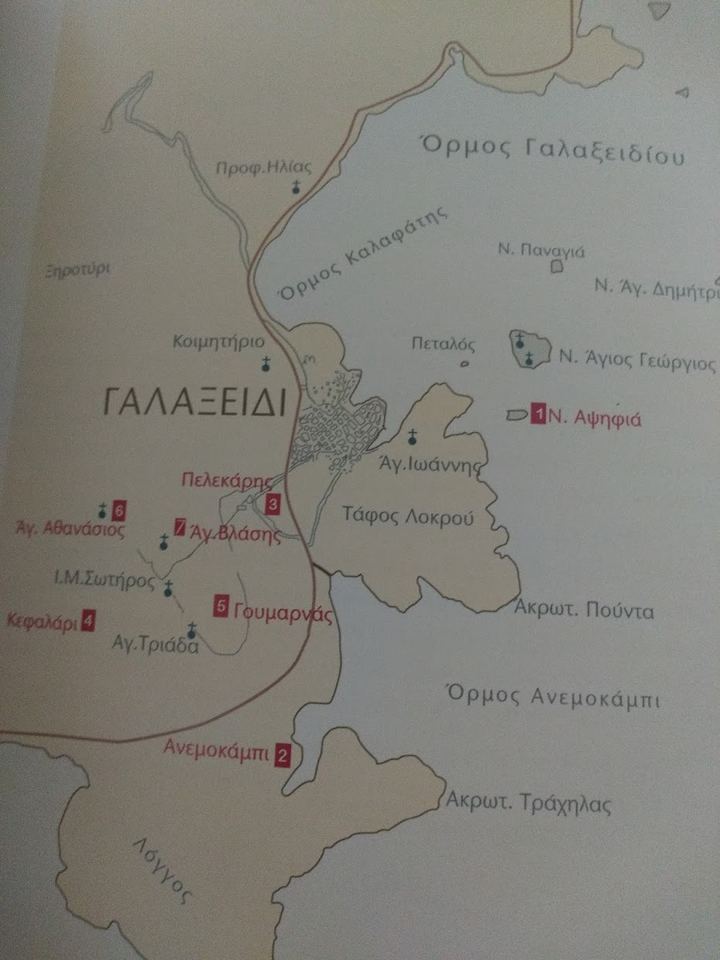 Όρμος Γαλαξειδίου
Προφ.Ηλίας
Όρμος Καλαφάτης
Ν. Παναγιά
Ξηροτύρι
Ν. Άγ. Δημήτρι
Κοιμητήριο
Πεταλός
Ν. Άγιος Γεώργιος
ΓΑΛΑΞΕΙΔΙ
1 Ν. Αψηφιά
Άγ.Ιωάννης
Πελεκάρης
3
6
Άγ. Αθανάσιος
7 Άγ.Βλάσης
Τάφος Λοκρού
Ι.Μ.Σωτήρος
5 Γουμαρνάς
Ακρωτ. Πούντα
Κεφαλάρι 4
Αγ.Τριάδα
Όρμος Ανεμοκάμπι
Ανεμοκάμπι 2
Ακρωτ. Τράχηλας
Λόγγος